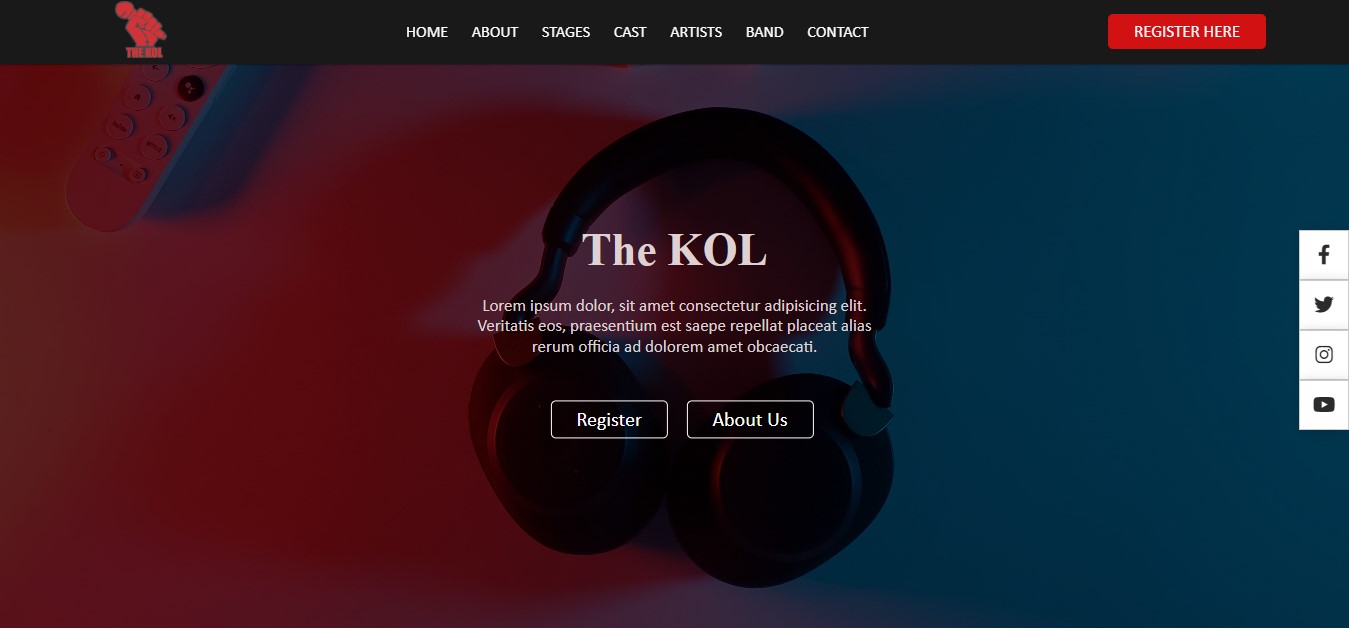 THE KOL
HOME ABOUT STAGES CAST ARTISTS BAND CONTACT
REGISTER HERE
The KOL
Lorem ipsum dolor, sit amet consectetur adipisicing elit.
Veritatis eos, praesentium est saepe repellat placeat alias
rerum officia ad dolorem amet obcaecati.
Register
About Us